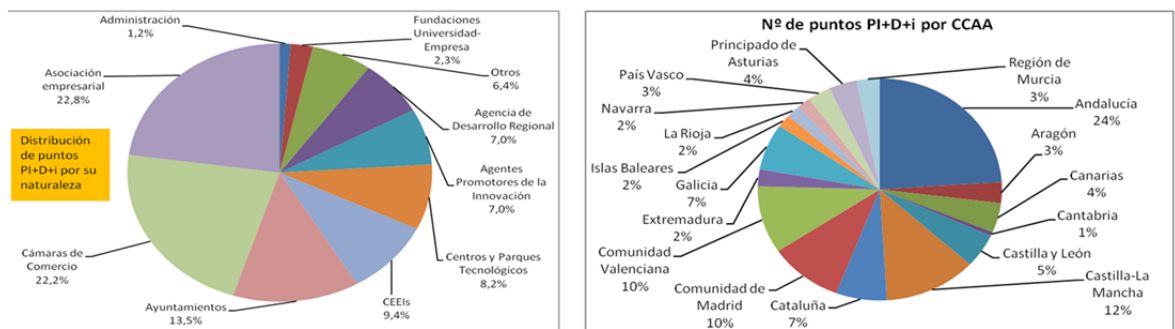 Administración
1,2%
Fundaciones
Universidad-
Empresa
2,3%
Otros
6,4%
Agencia
de Desarrollo Regional
7,0%
Agentes
Promotores de la
Innovación
7,0%
Centros y Parques
Tecnológicos
8,2%
CEEIs
9,4%
Ayuntamientos
13,5%
Cámaras de
Comercio
22,2%
Asociación
empresarial
22,8%
Distribución
de puntos
PI+D+i por su
naturaleza
Nº de puntos PI+D+i por CCAA
Andalucía
24%
Aragón
3%
Canarias
4%
Cantabria
1%
Castilla y León
5%
Castilla-La
Mancha
12%
Cataluña
7%
Comunidad de
Madrid
10%
Comunidad
Valenciana
10%
Extremadura
2%
Galicia
7%
Islas Baleares
2%
La Rioja
2%
Navarra
2%
País Vasco
3%
Principado de
Asturias
4%
Región de
Murcia
3%